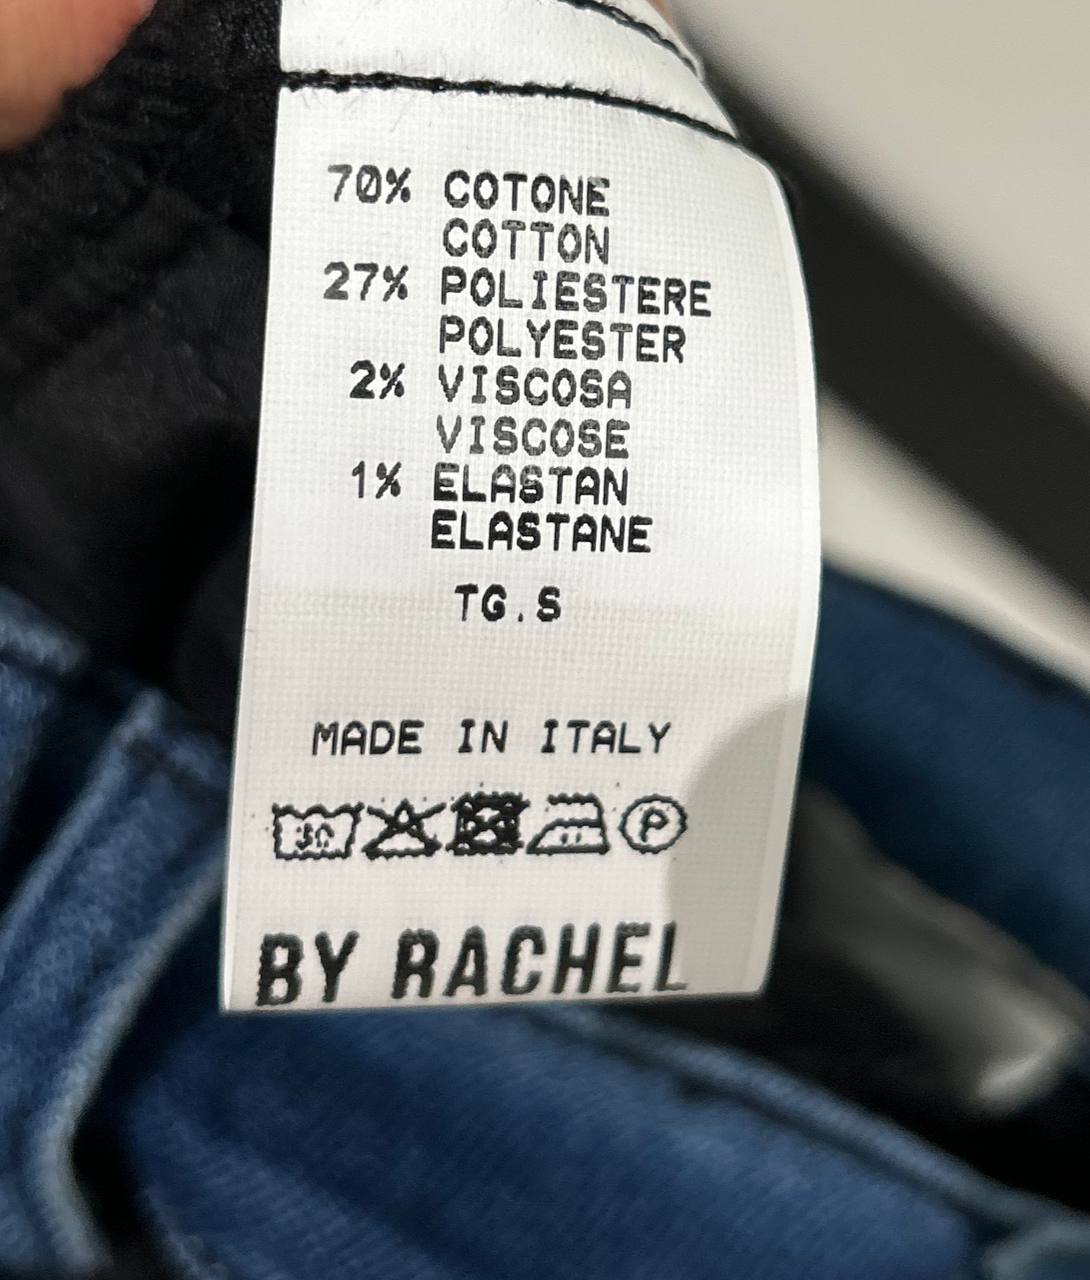 70% COTONE
COTTON
27% POLIESTERE
POLYESTER
2% VISCOSA
VISCOSE
1% ELASTAN
ELASTANE
TG.S
MADE IN ITALY
30 P
BY RACHEL